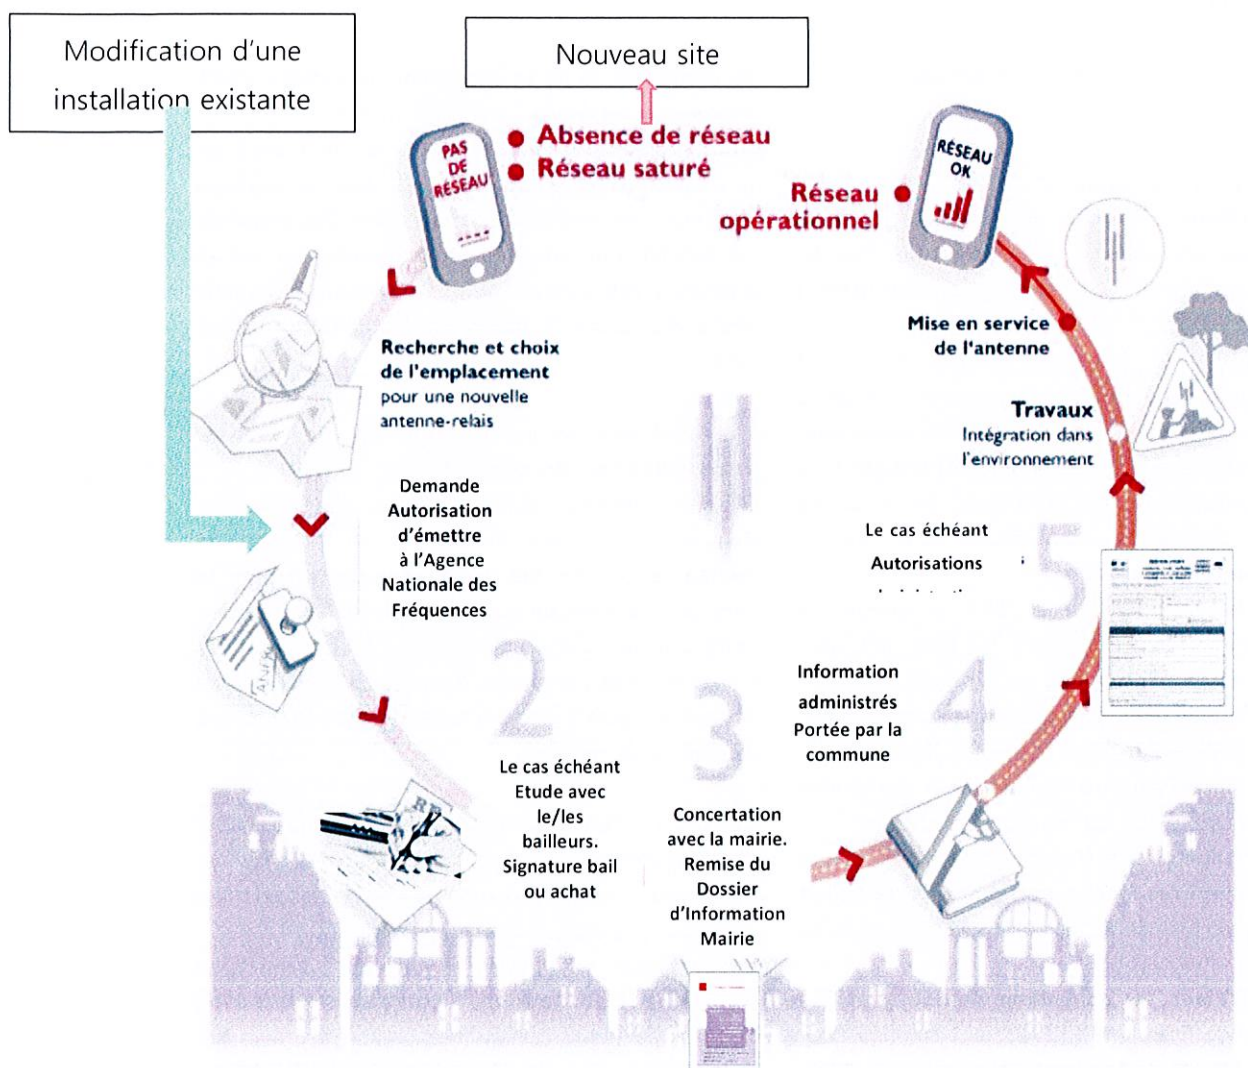 Modification d'une
installation existante
Nouveau site
Absence de réseau
Réseau saturé
PAS
DE
RÉSEAU
RÉSEAU
OK
Réseau
opérationnel
Recherche et choix
de l'emplacement
pour une nouvelle
antenne-relais
Demande
Autorisation
d'émettre
à l'Agence
Nationale des
Fréquences
2
Le cas échéant
Etude avec
le/les
bailleurs.
Signature bail
ou achat
3
Concertation
avec la mairie.
Remise du
Dossier
d'Information
Mairie
4
Information
administrés
Portée par la
commune
5
Le cas échéant
Autorisations
Travaux
Intégration dans
l'environnement
Mise en service
de l'antenne